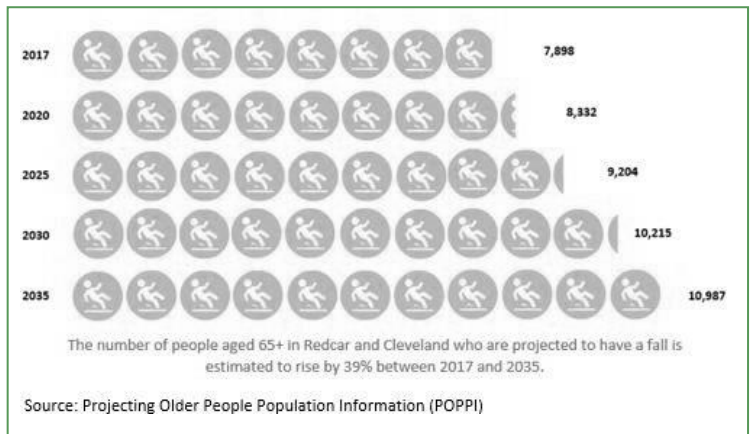 2017 7,898
2020 8,332
2025 9,204
2030 10,215
2035 10,987
The number of people aged 65+ in Redcar and Cleveland who are projected to have a fall is
estimated to rise by 39% between 2017 and 2035.
Source: Projecting Older People Population Information (POPPI)